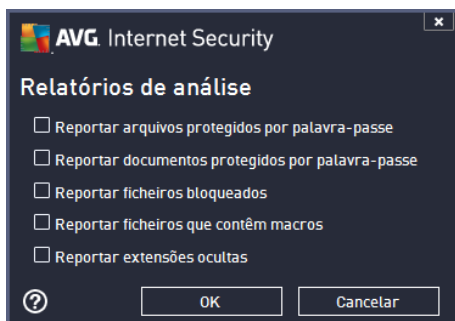 AVG. Internet Security
Relatórios de análise
Reportar arquivos protegidos por palavra-passe
Reportar documentos protegidos por palavra-passe
Reportar ficheiros bloqueados
Reportar ficheiros que contêm macros
Reportar extensões ocultas
OK
Cancelar